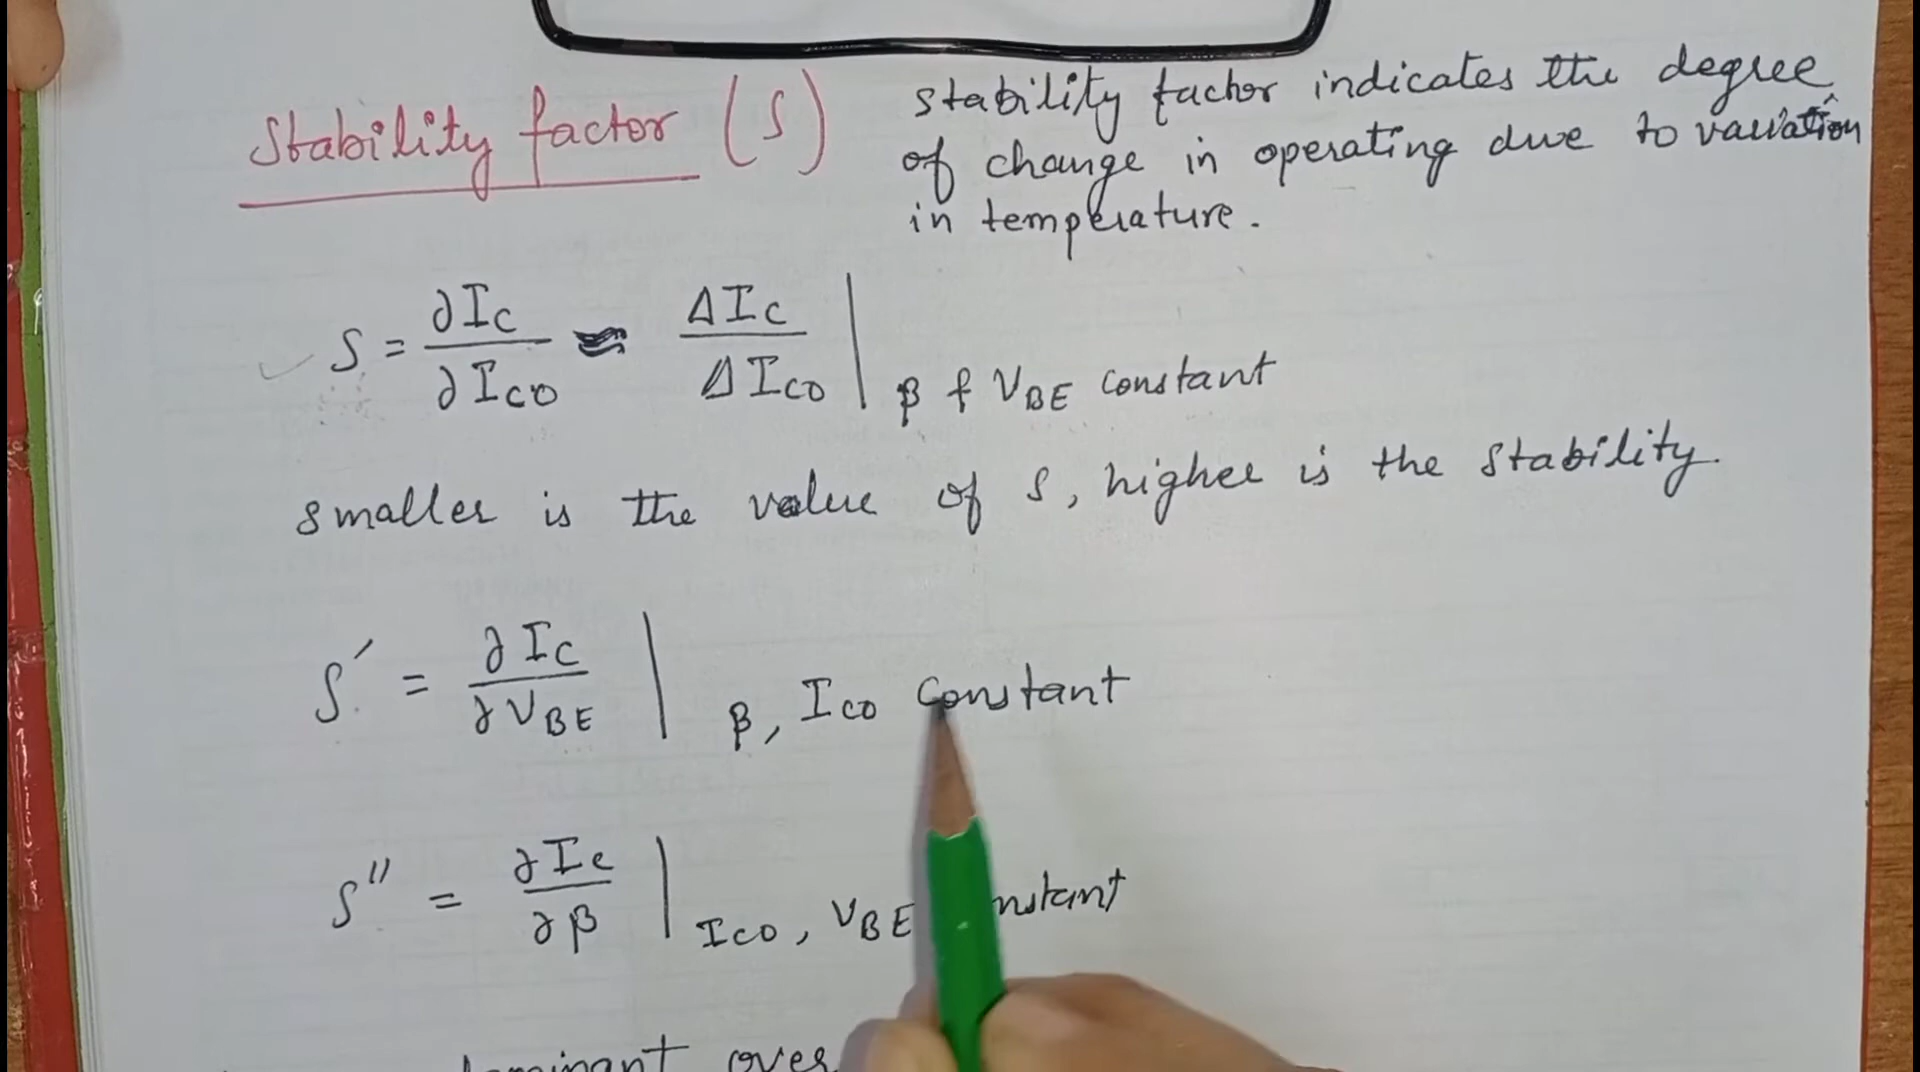 Stability factor (S)
stability factor indicates the degree
of change in operating due to variation
in temperature.
S = ∂IC / ∂ICO ≈ ΔIC / ΔICO | β & VBE constant
smaller is the value of S, higher is the stability.
S′ = ∂IC / ∂VBE | β, ICO constant
S″ = ∂IC / ∂β | ICO, VBE nstant
over